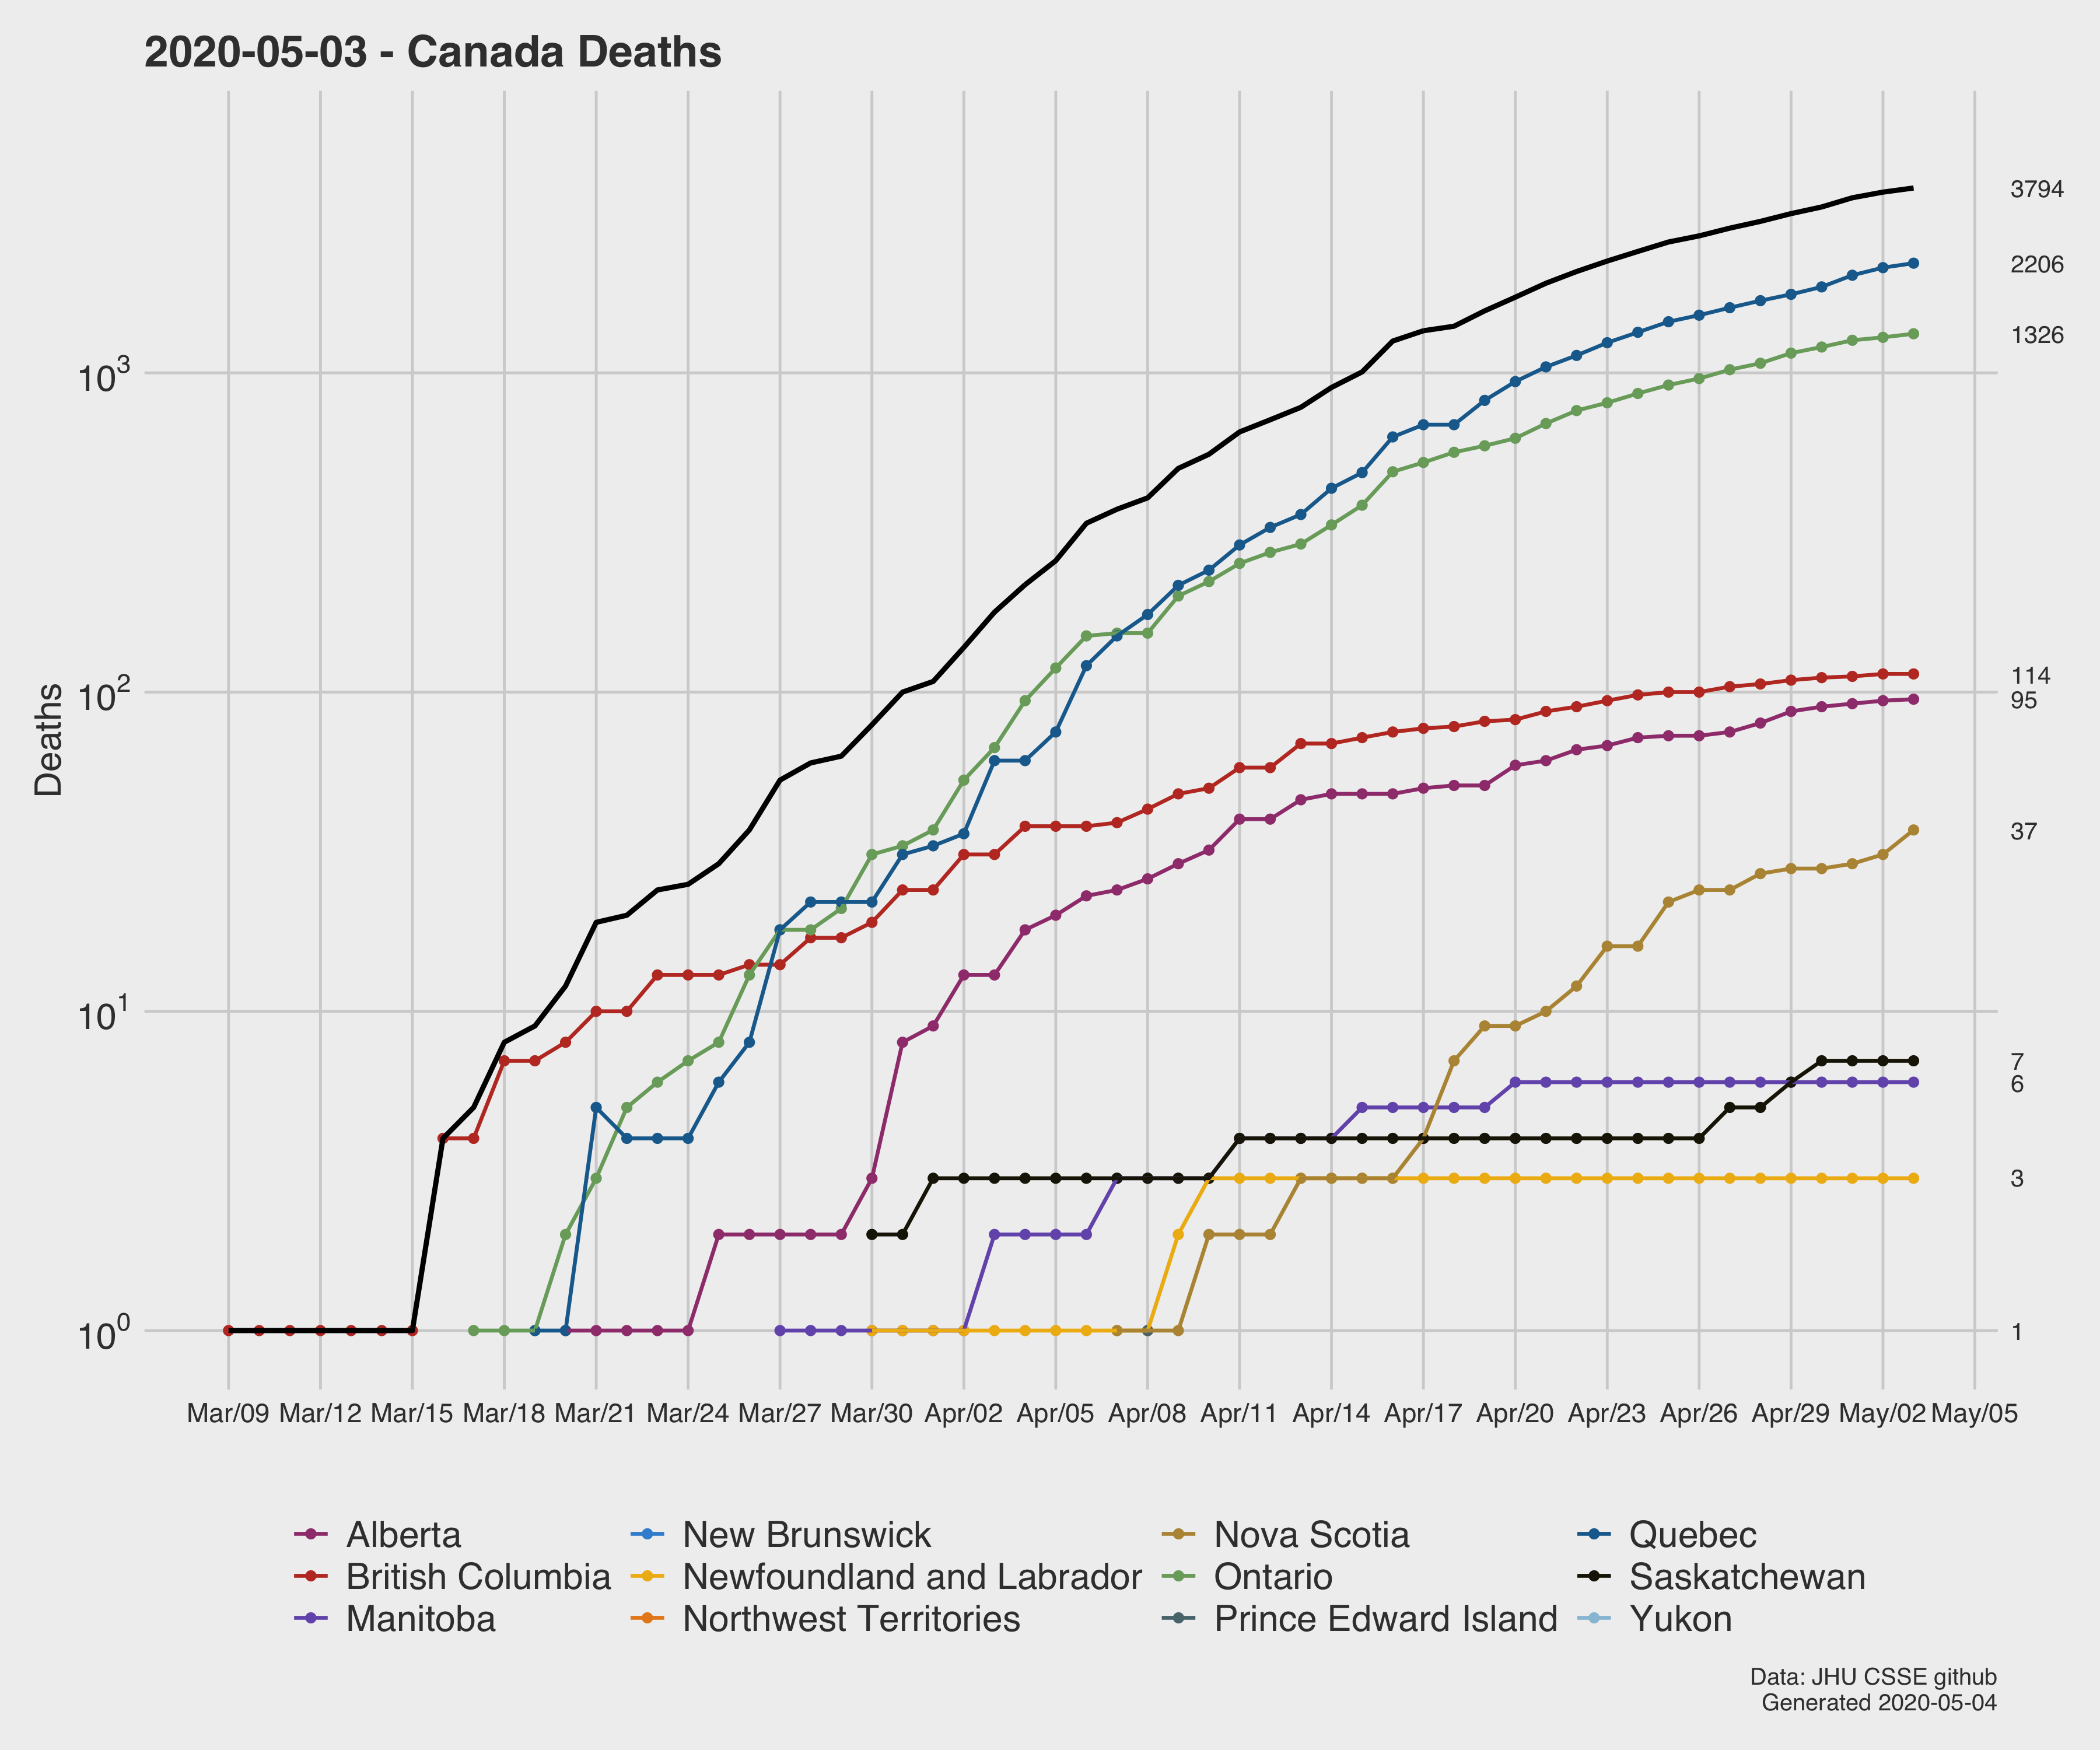 2020-05-03 - Canada Deaths
3794
2206
1326
10³
114
10²
95
Deaths
37
10¹
7
6
3
10⁰
1
Mar/09 Mar/12 Mar/15 Mar/18 Mar/21 Mar/24 Mar/27 Mar/30 Apr/02 Apr/05 Apr/08 Apr/11 Apr/14 Apr/17 Apr/20 Apr/23 Apr/26 Apr/29 May/02 May/05
Alberta New Brunswick Nova Scotia Quebec
British Columbia Newfoundland and Labrador Ontario Saskatchewan
Manitoba Northwest Territories Prince Edward Island Yukon
Data: JHU CSSE github
Generated 2020-05-04